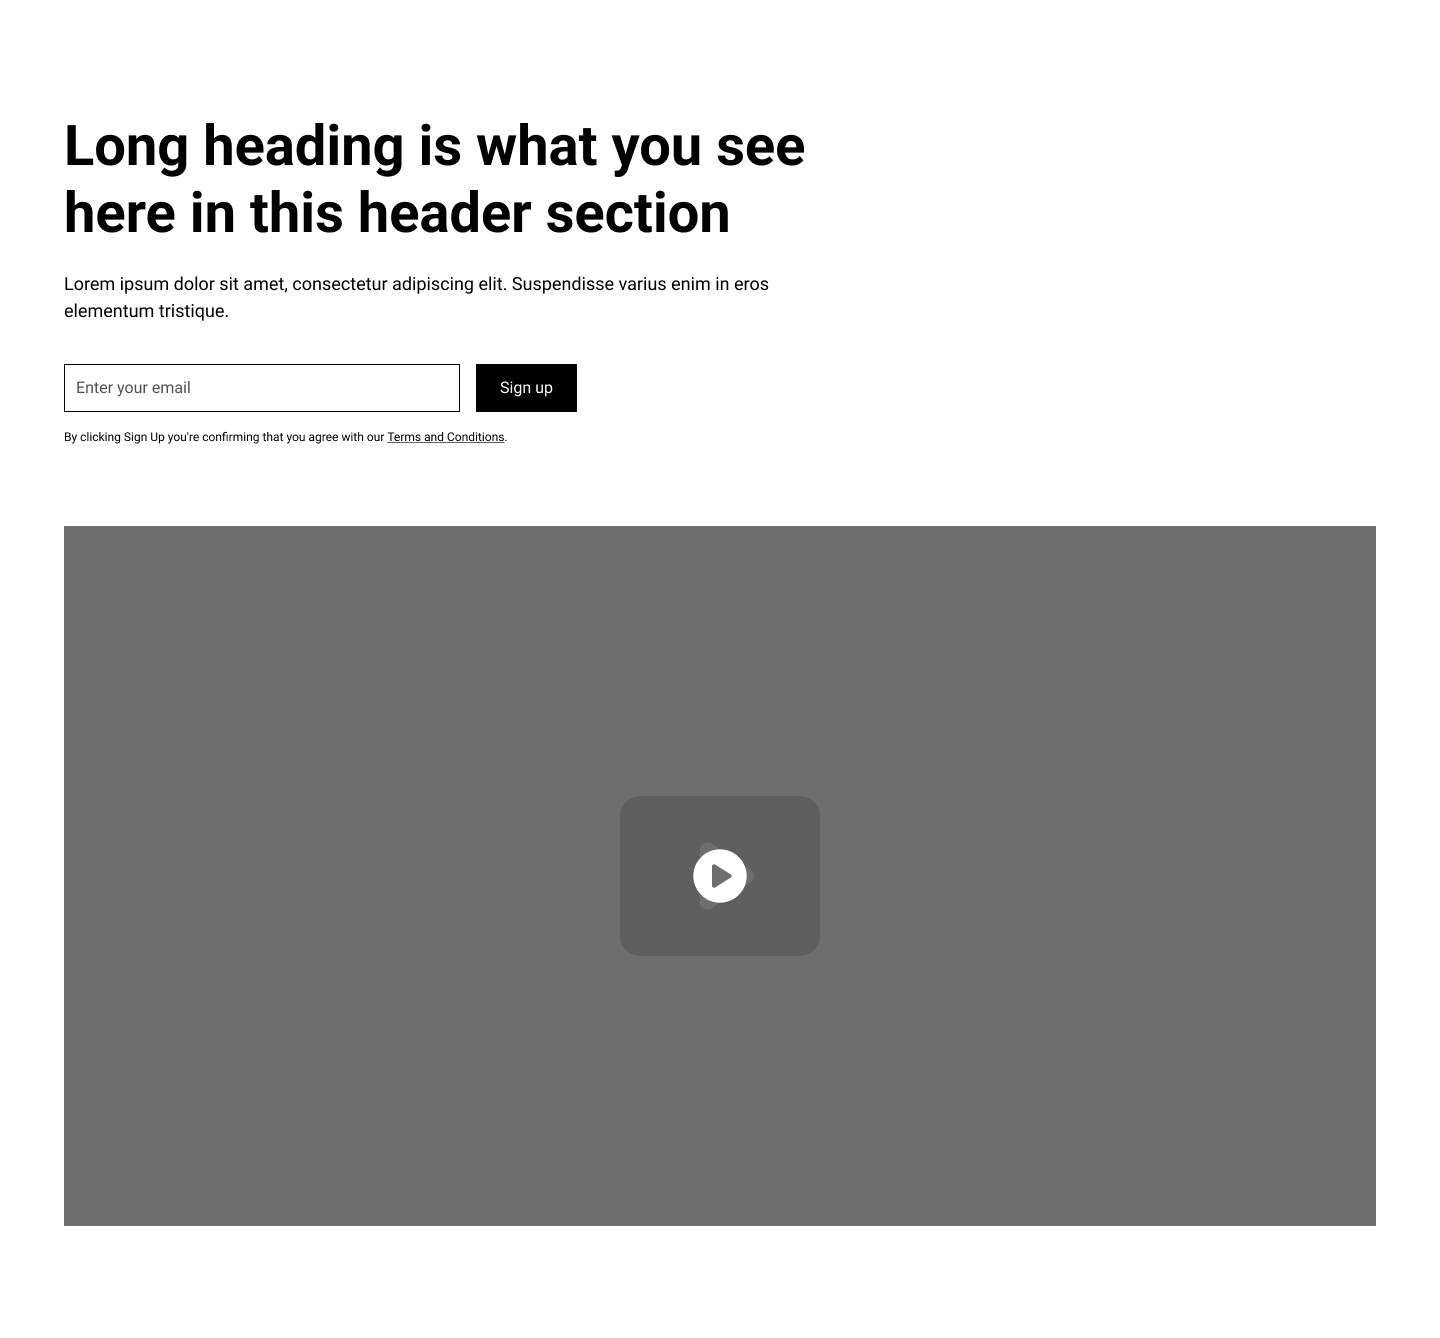 Long heading is what you see
here in this header section
Lorem ipsum dolor sit amet, consectetur adipiscing elit. Suspendisse varius enim in eros
elementum tristique.
Enter your email
Sign up
By clicking Sign Up you're confirming that you agree with our Terms and Conditions.